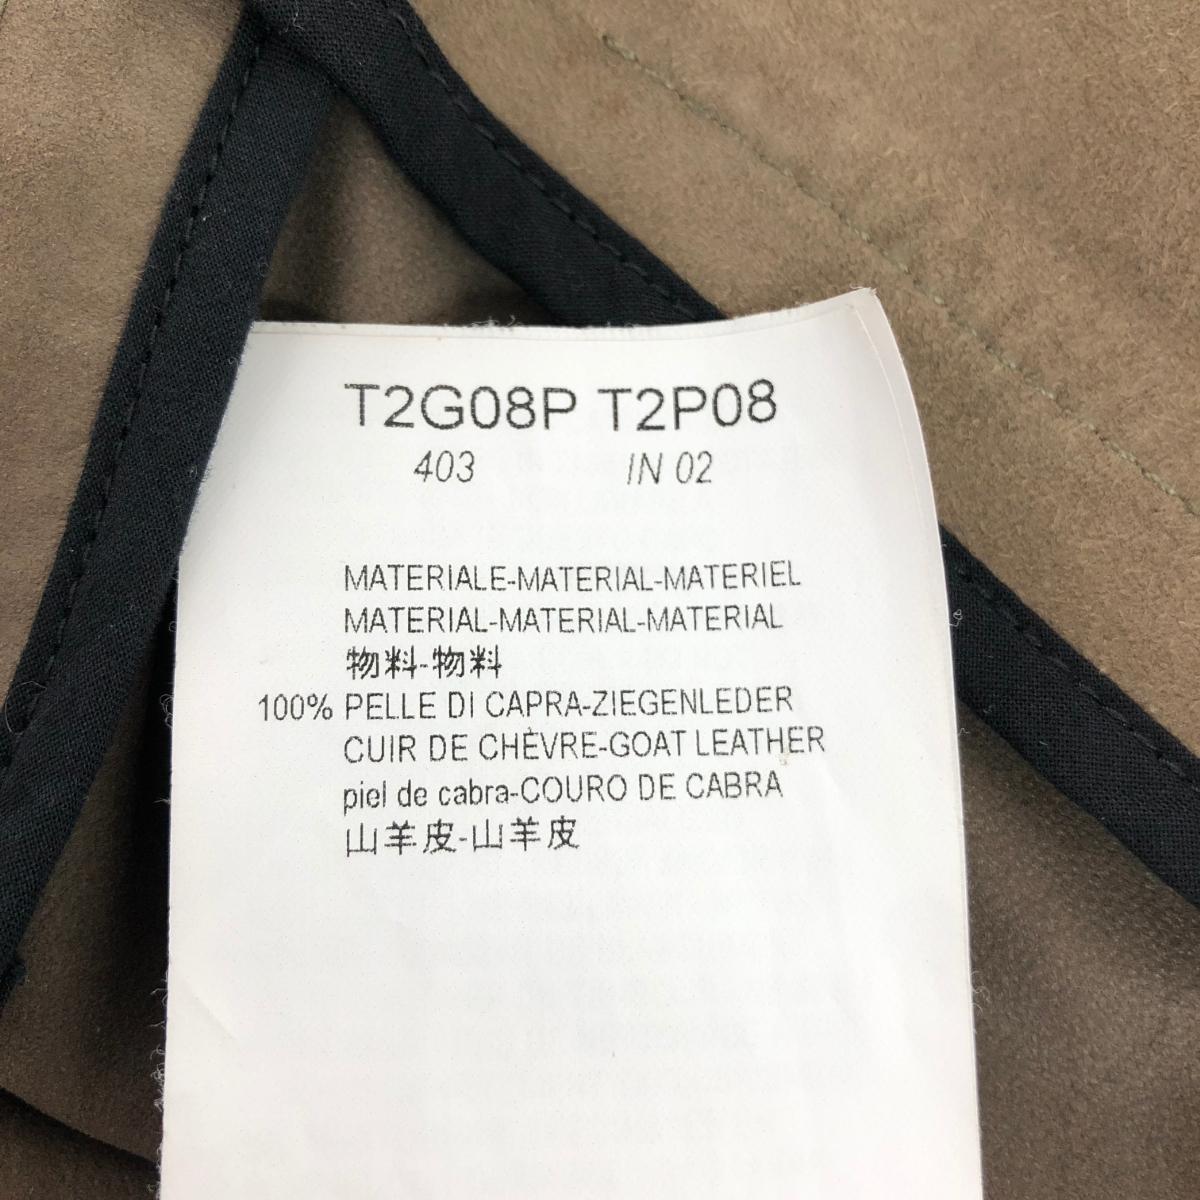 T2G08P T2P08
403 IN 02
MATERIALE-MATERIAL-MATERIEL
MATERIAL-MATERIAL-MATERIAL
物料-物料
100% PELLE DI CAPRA-ZIEGENLEDER
CUIR DE CHÈVRE-GOAT LEATHER
piel de cabra-COURO DE CABRA
山羊皮-山羊皮